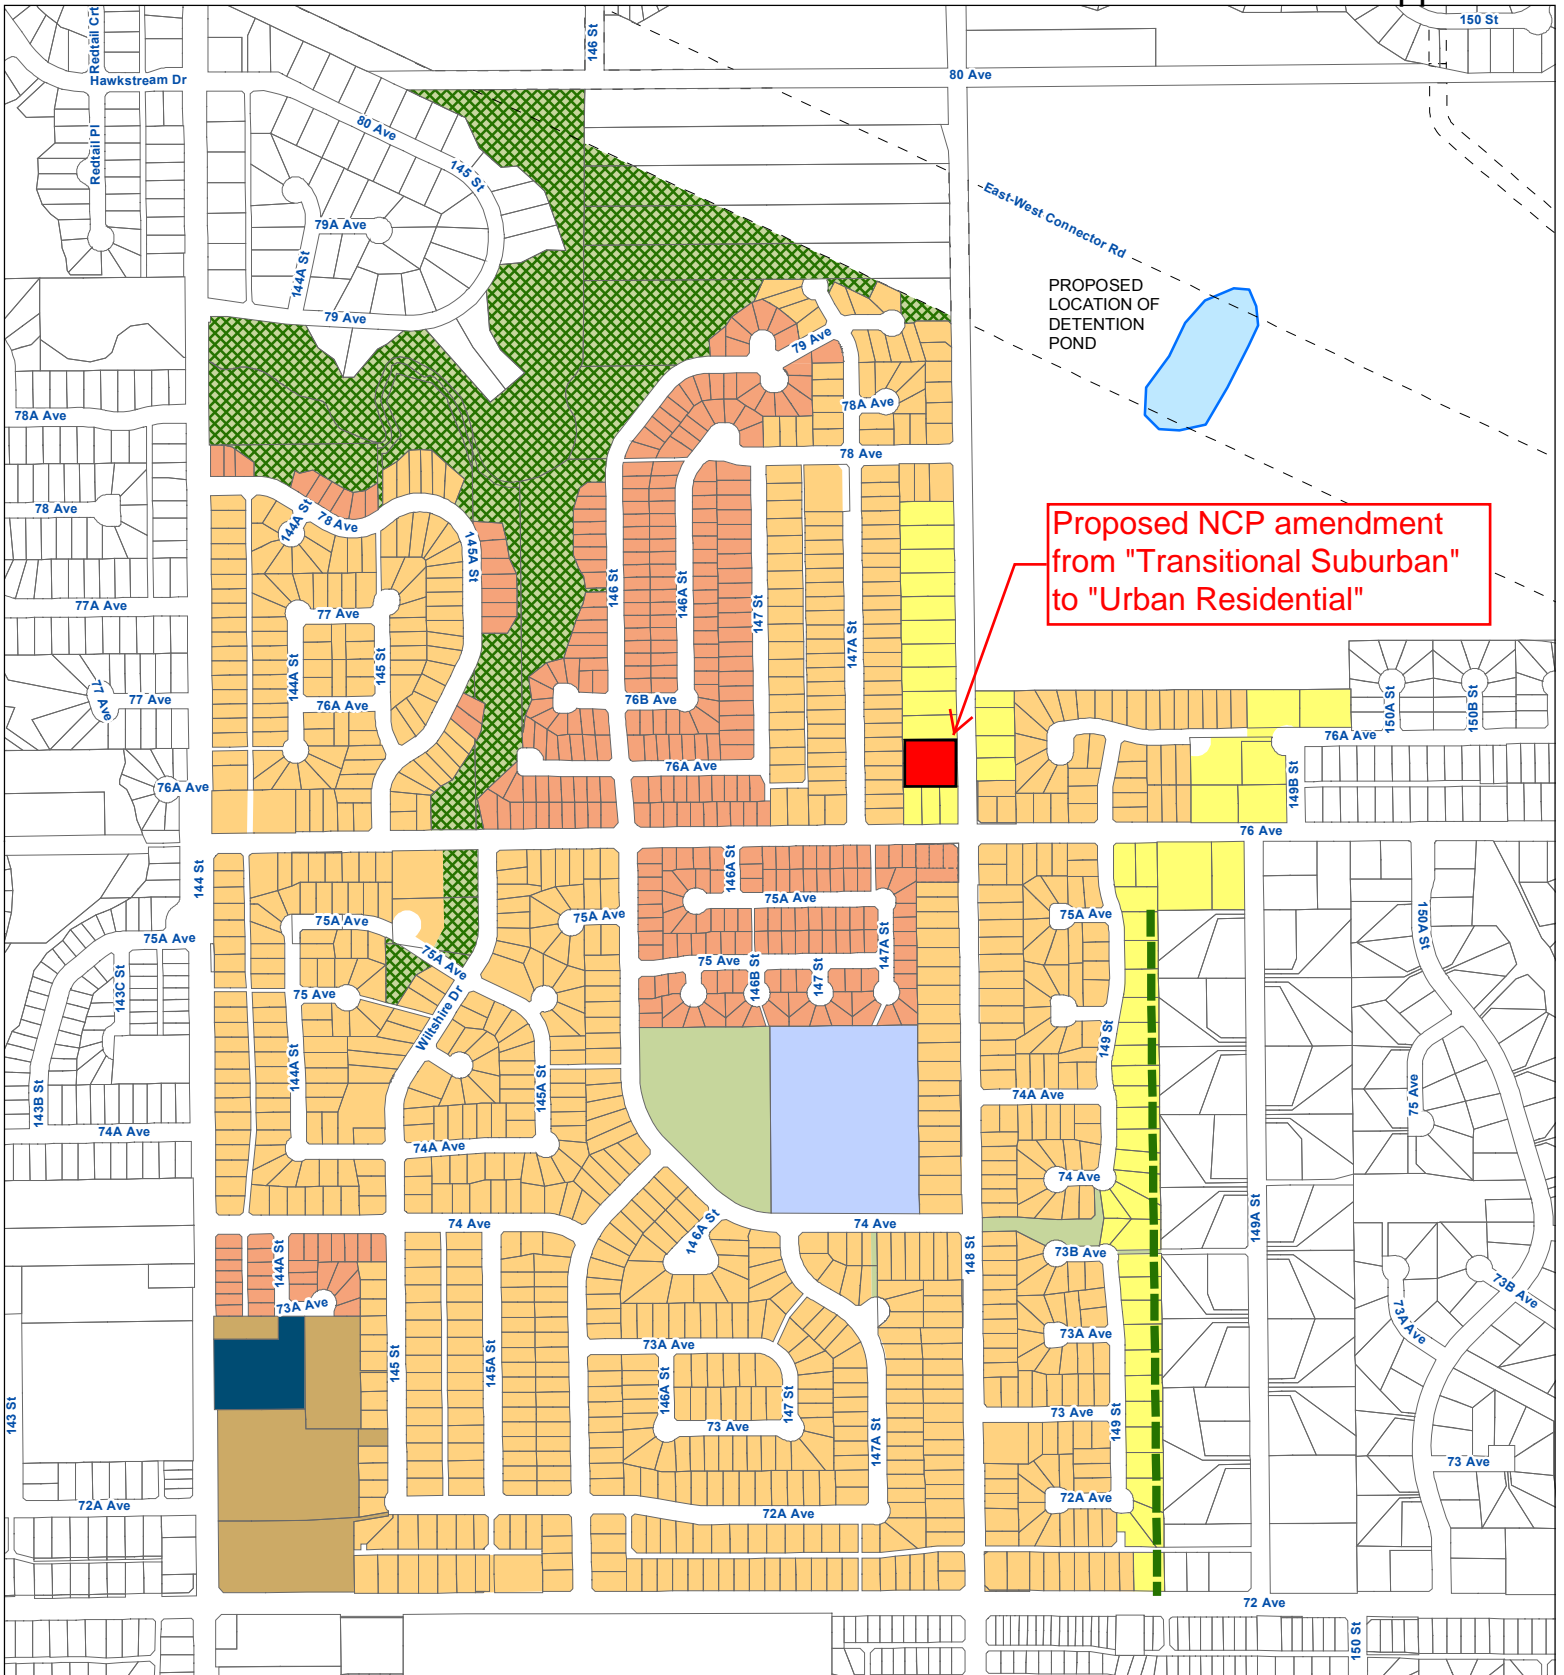 150 St
Redtail Crt
146 St
Hawkstream Dr
80 Ave
80 Ave
Redtail Pl
145 St
East-West Connector Rd
79A Ave
144A St
PROPOSED
LOCATION OF
DETENTION
POND
79 Ave
79 Ave
78A Ave
78A Ave
78 Ave
78 Ave
144A St
78 Ave
Proposed NCP amendment
from "Transitional Suburban"
to "Urban Residential"
145A St
146 St
146A St
147 St
147A St
77A Ave
77 Ave
144A St
145 St
77 Ave
77 Ave
76A Ave
76B Ave
150A St
150B St
76A Ave
76A Ave
76A Ave
149B St
76 Ave
144 St
146A St
75A Ave
75A Ave
75A Ave
75A Ave
150A St
75A Ave
75A Ave
147A St
143C St
75 Ave
146B St
147 St
75 Ave
Wiltshire Dr
149 St
144A St
145A St
143B St
75 Ave
74A Ave
74A Ave
74A Ave
74 Ave
74 Ave
146A St
74 Ave
149A St
148 St
144A St
73B Ave
73B Ave
73A Ave
73A Ave
73A Ave
73A Ave
145 St
145A St
146A St
147 St
143 St
73 Ave
73 Ave
149 St
147A St
73 Ave
72A Ave
72A Ave
72A Ave
72 Ave
150 St